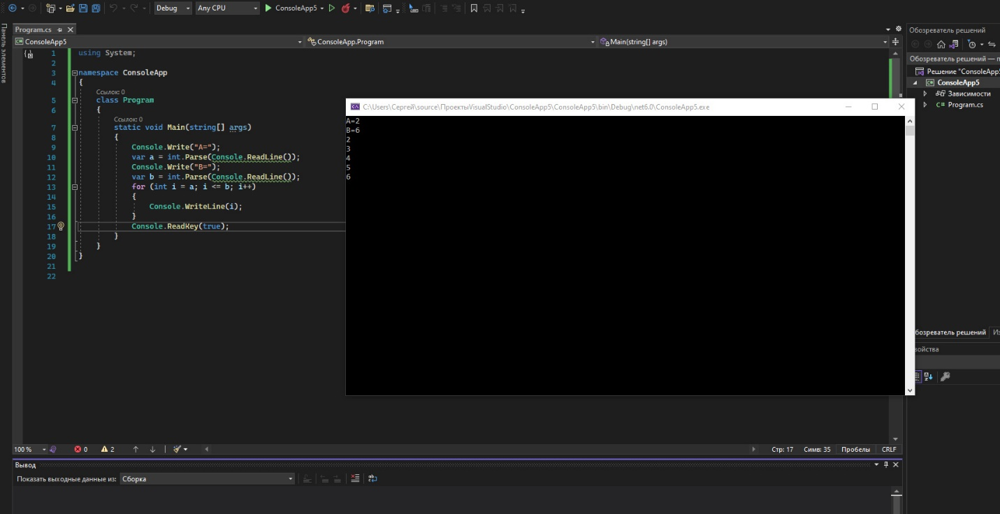 Debug Any CPU ConsoleApp5
Панель элементов
Program.cs
ConsoleApp5 ConsoleApp.Program Main(string[] args)
1 using System;
2
3 namespace ConsoleApp
4 {
Ссылок: 0
5 class Program
6 {
Ссылок: 0
7 static void Main(string[] args)
8 {
9 Console.Write("A=");
10 var a = int.Parse(Console.ReadLine());
11 Console.Write("B=");
12 var b = int.Parse(Console.ReadLine());
13 for (int i = a; i <= b; i++)
14 {
15 Console.WriteLine(i);
16 }
17 Console.ReadKey(true);
18 }
19 }
20 }
21
22
C:\Users\Сергей\source\ПроектыVisualStudio\ConsoleApp5\ConsoleApp5\bin\Debug\net6.0\ConsoleApp5.exe
A=2
B=6
2
3
4
5
6
Обозреватель решений
Обозреватель решений —
Решение "ConsoleApp5
ConsoleApp5
Зависимости
C# Program.cs
бозреватель решений Из
войства
100 % 0 2 Стр: 17 Симв: 35 Пробелы CRLF
Вывод
Показать выходные данные из: Сборка